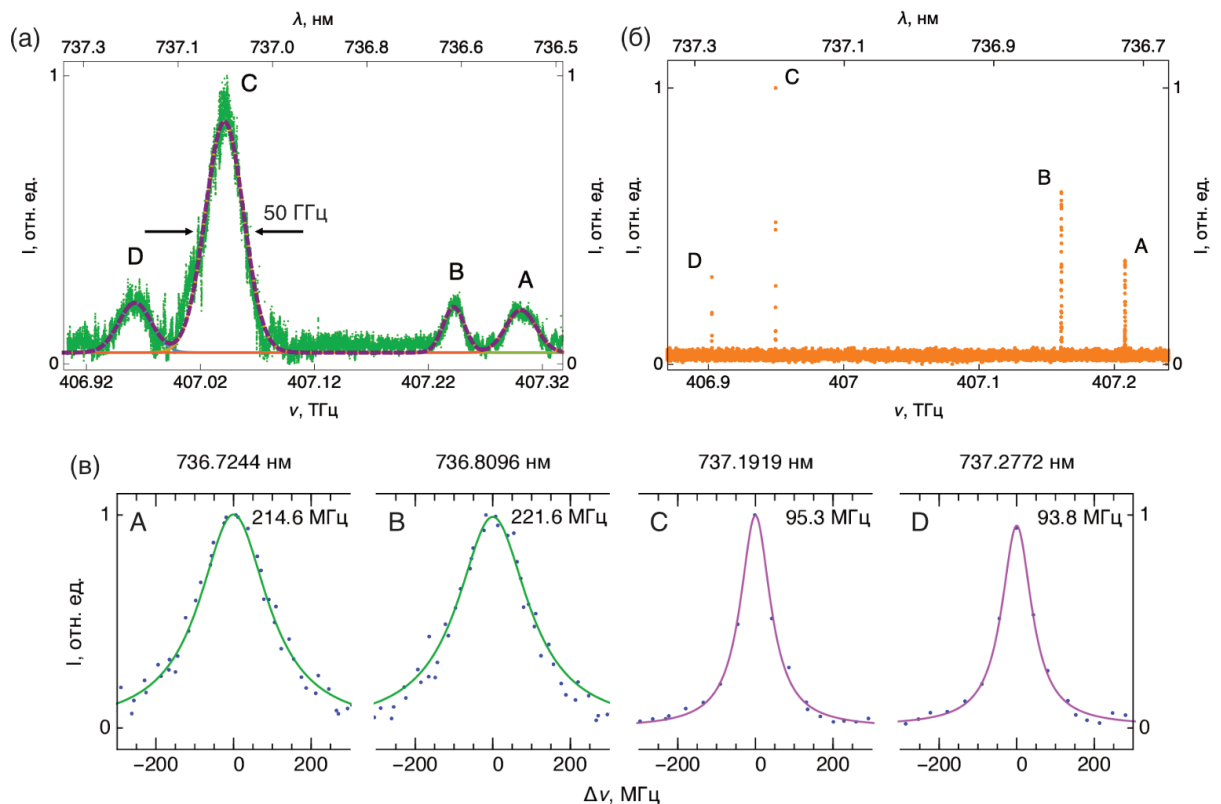 (а)
λ, нм
737.3 737.1 737.0 736.8 736.6 736.5
C
50 ГГц
D
B
A
1
0
1
0
I, отн. ед.
I, отн. ед.
406.92 407.02 407.12 407.22 407.32
ν, ТГц
(б)
λ, нм
737.3 737.1 736.9 736.7
C
B
D
A
1
0
1
0
I, отн. ед.
I, отн. ед.
406.9 407 407.1 407.2
ν, ТГц
(в)
736.7244 нм 736.8096 нм 737.1919 нм 737.2772 нм
A 214.6 МГц
B 221.6 МГц
C 95.3 МГц
D 93.8 МГц
1
0
1
0
I, отн. ед.
−200 0 200 −200 0 200 −200 0 200 −200 0 200
Δν, МГц